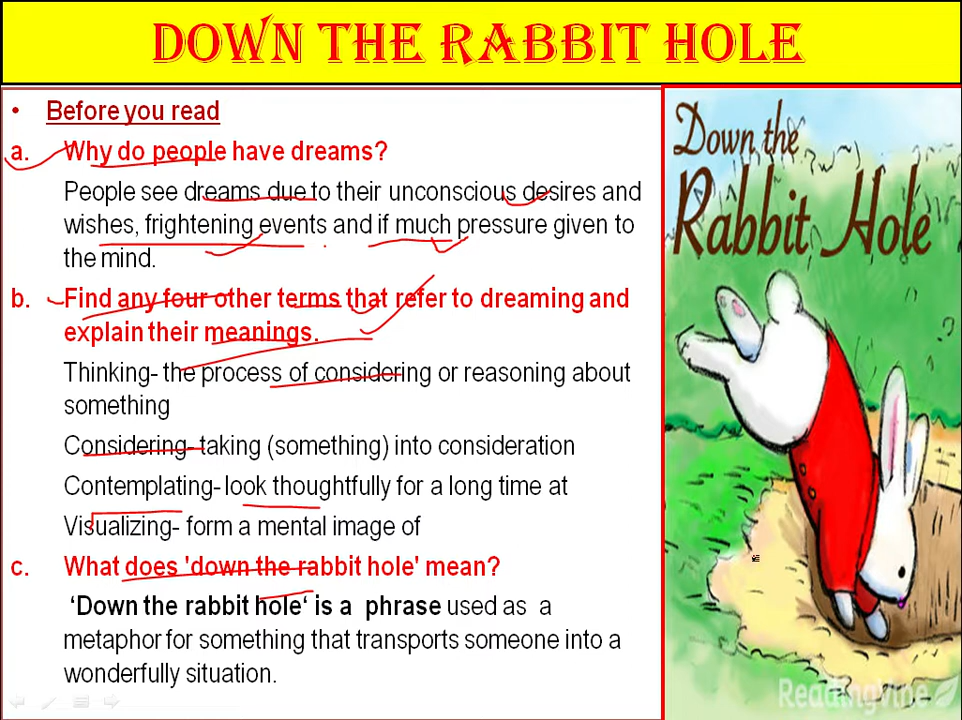 DOWN THE RABBIT HOLE
• Before you read
a. Why do people have dreams?
People see dreams due to their unconscious desires and
wishes, frightening events and if much pressure given to
the mind.
b. Find any four other terms that refer to dreaming and
explain their meanings.
Thinking- the process of considering or reasoning about
something
Considering- taking (something) into consideration
Contemplating- look thoughtfully for a long time at
Visualizing- form a mental image of
c. What does 'down the rabbit hole' mean?
‘Down the rabbit hole‘ is a phrase used as a
metaphor for something that transports someone into a
wonderfully situation.
Down the
Rabbit Hole
ReadingVine